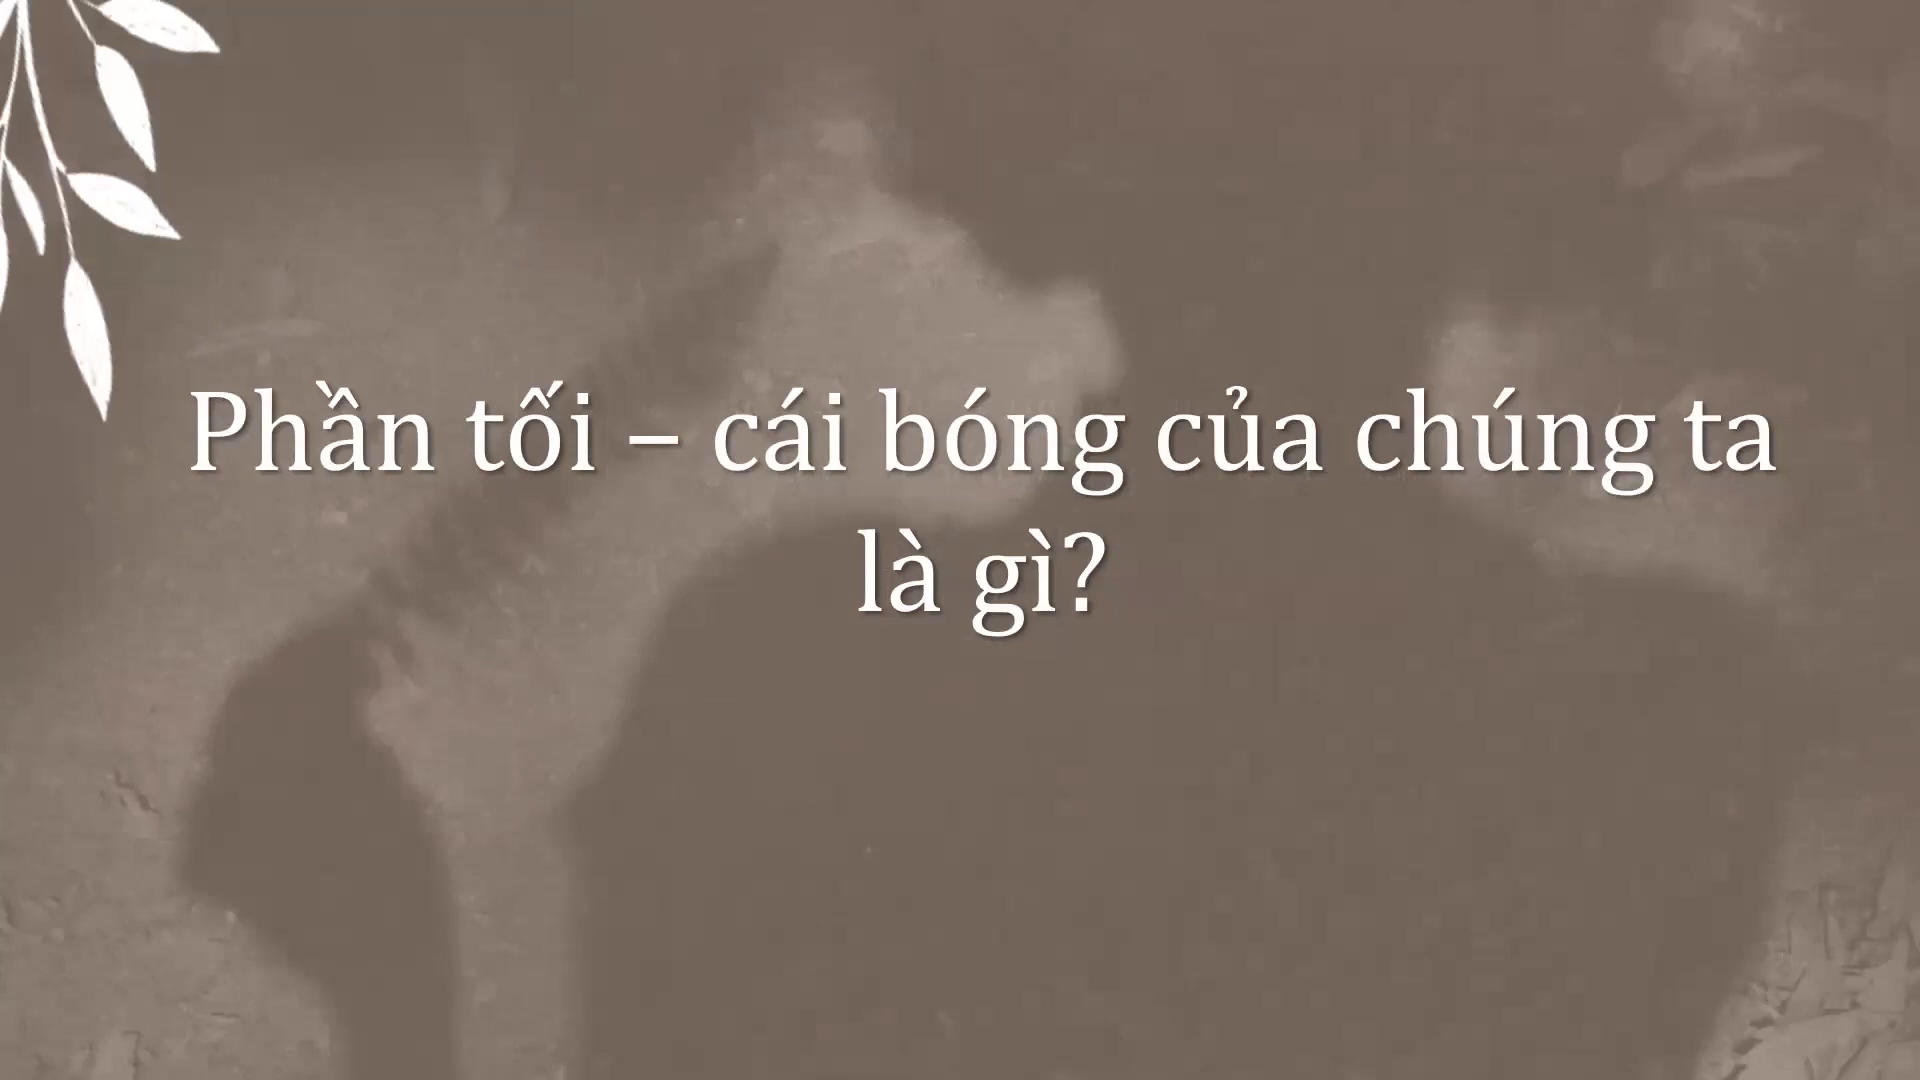 Phần tối – cái bóng của chúng ta
là gì?